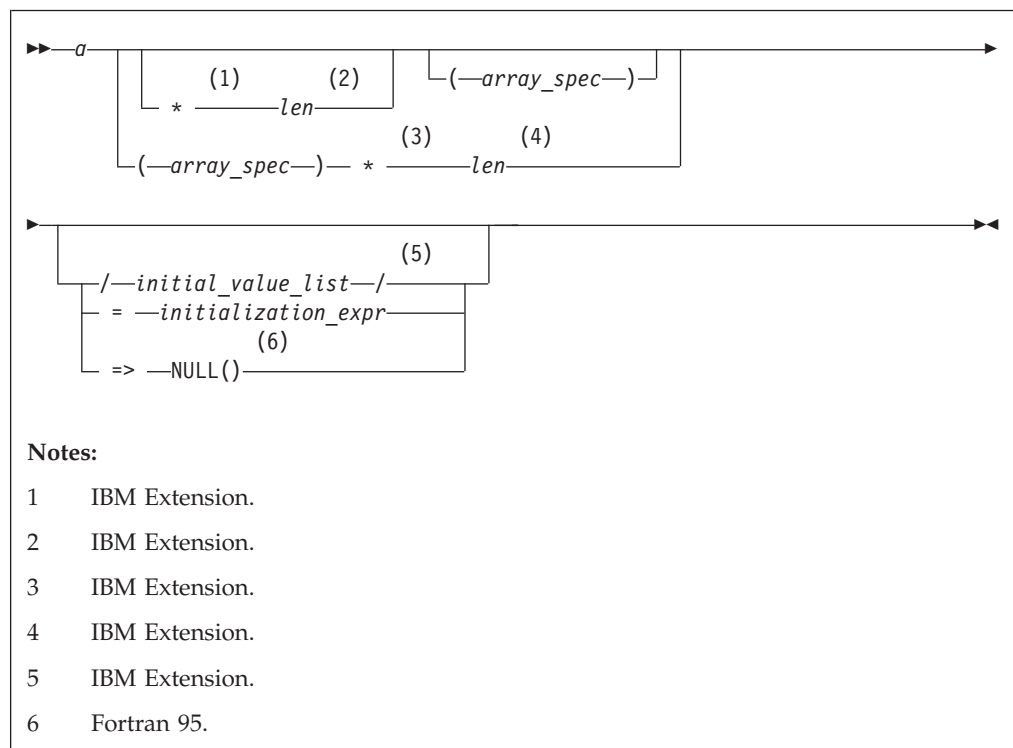 a
(1) (2) ( array_spec )
* len
(3) (4)
( array_spec ) * len
(5)
/ initial_value_list /
= initialization_expr
(6)
=> NULL()
Notes:
1 IBM Extension.
2 IBM Extension.
3 IBM Extension.
4 IBM Extension.
5 IBM Extension.
6 Fortran 95.